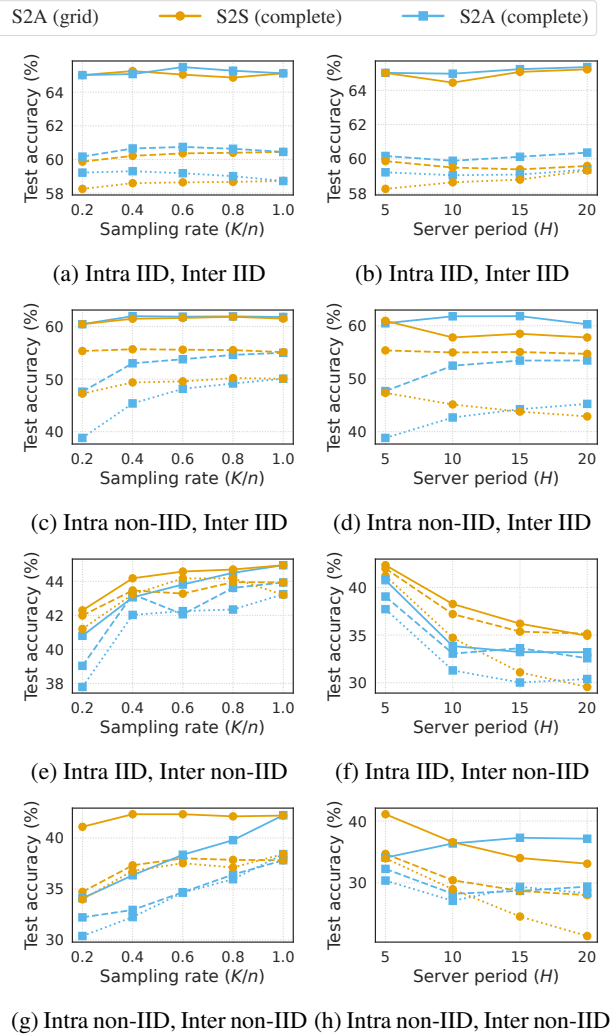 S2A (grid) S2S (complete) S2A (complete)
Test accuracy (%)
64
62
60
58
0.2 0.4 0.6 0.8 1.0
Sampling rate (K/n)
(a) Intra IID, Inter IID
Test accuracy (%)
64
62
60
58
5 10 15 20
Server period (H)
(b) Intra IID, Inter IID
Test accuracy (%)
60
50
40
0.2 0.4 0.6 0.8 1.0
Sampling rate (K/n)
(c) Intra non-IID, Inter IID
Test accuracy (%)
60
50
40
5 10 15 20
Server period (H)
(d) Intra non-IID, Inter IID
Test accuracy (%)
44
42
40
38
0.2 0.4 0.6 0.8 1.0
Sampling rate (K/n)
(e) Intra IID, Inter non-IID
Test accuracy (%)
40
35
30
5 10 15 20
Server period (H)
(f) Intra IID, Inter non-IID
Test accuracy (%)
40
35
30
0.2 0.4 0.6 0.8 1.0
Sampling rate (K/n)
(g) Intra non-IID, Inter non-IID
Test accuracy (%)
40
30
5 10 15 20
Server period (H)
(h) Intra non-IID, Inter non-IID